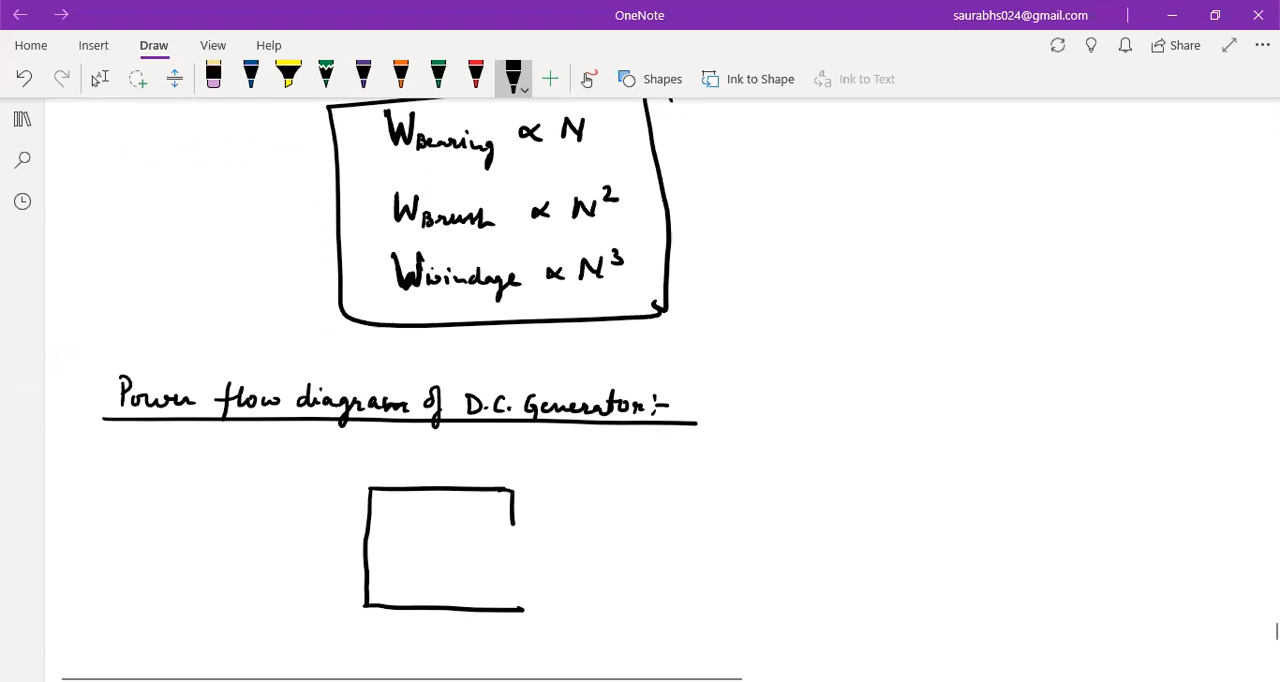 OneNote
saurabhs024@gmail.com
Home Insert Draw View Help
Share
Shapes Ink to Shape Ink to Text
WBearing ∝ N
WBrush ∝ N²
Wwindage ∝ N³
Power flow diagram of D.C. Generator:-